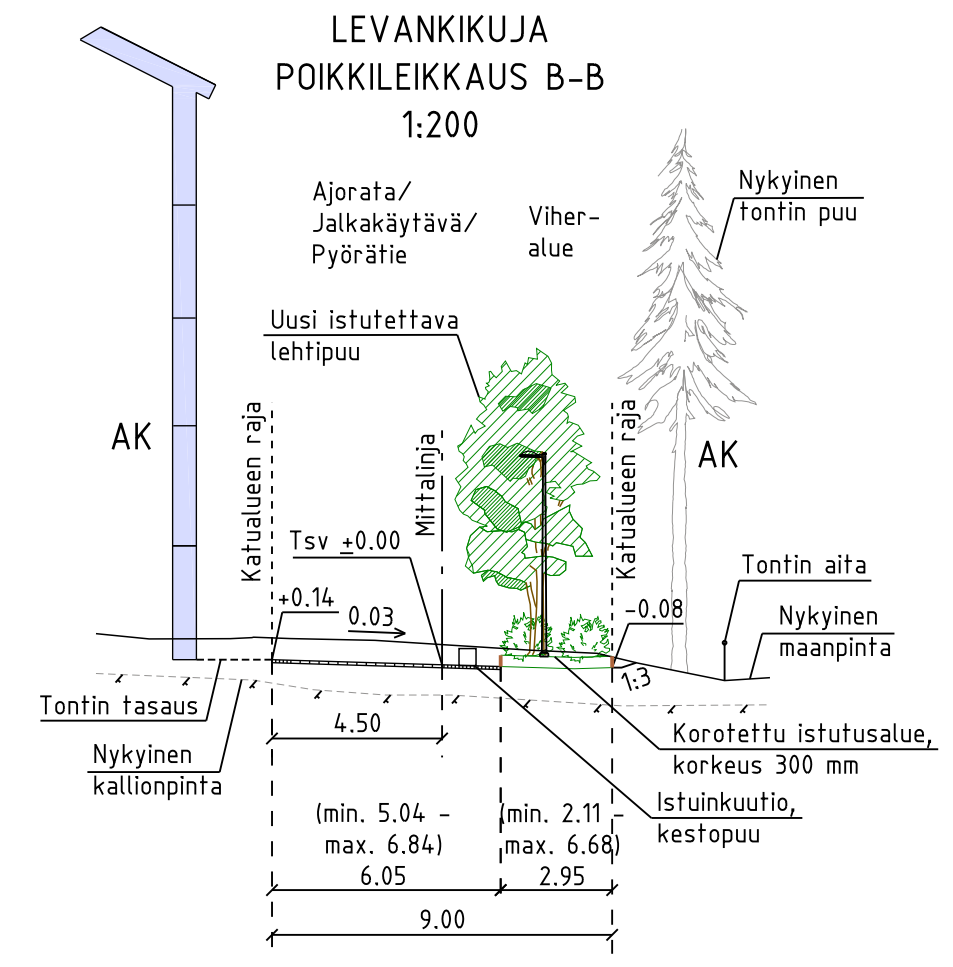 LEVANKIKUJA
POIKKILEIKKAUS B-B
1:200
Ajorata/
Jalkakäytävä/
Pyörätie
Viher-
alue
Nykyinen
tontin puu
Uusi istutettava
lehtipuu
AK
Katualueen raja
Mittalinja
Katualueen raja
AK
Tsv ±0.00
+0.14
0.03
-0.08
Tontin aita
Nykyinen
maanpinta
1:3
Tontin tasaus
Nykyinen
kallionpinta
4.50
Korotettu istutusalue,
korkeus 300 mm
Istuinkuutio,
kestopuu
(min. 5.04 -
max. 6.84)
6.05
(min. 2.11 -
max. 6.68)
2.95
9.00